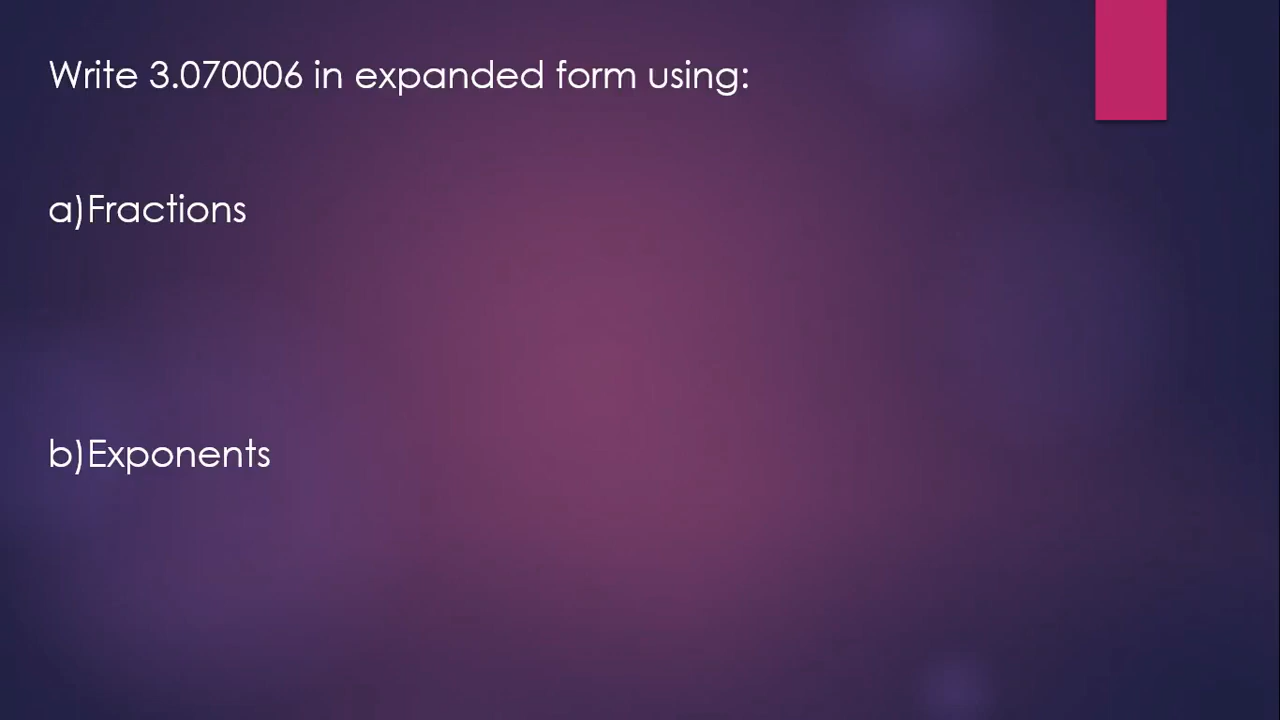 Write 3.070006 in expanded form using:
a)Fractions
b)Exponents